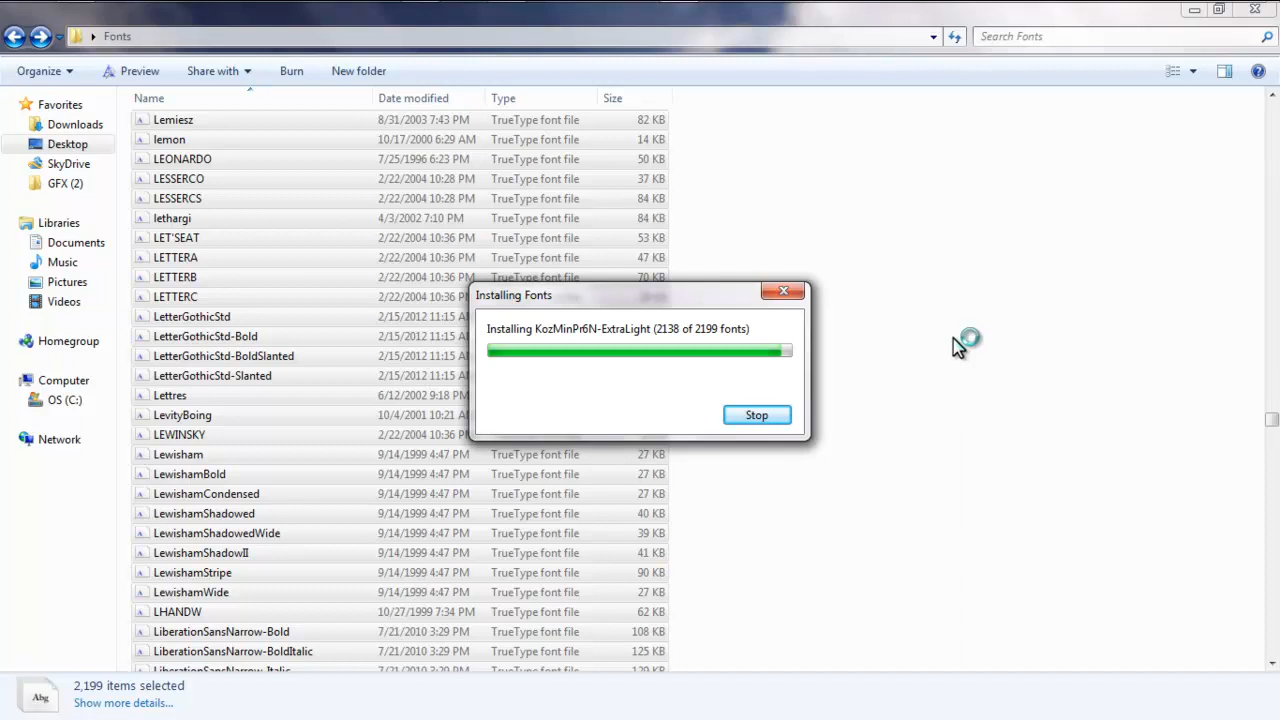 Fonts
Search Fonts
Organize Preview Share with Burn New folder
Favorites
Downloads
Desktop
SkyDrive
GFX (2)
Libraries
Documents
Music
Pictures
Videos
Homegroup
Computer
OS (C:)
Network
Name Date modified Type Size
Lemiesz 8/31/2003 7:43 PM TrueType font file 82 KB
lemon 10/17/2000 6:29 AM TrueType font file 14 KB
LEONARDO 7/25/1996 6:23 PM TrueType font file 50 KB
LESSERCO 2/22/2004 10:28 PM TrueType font file 37 KB
LESSERCS 2/22/2004 10:28 PM TrueType font file 84 KB
lethargi 4/3/2002 7:10 PM TrueType font file 84 KB
LET'SEAT 2/22/2004 10:36 PM TrueType font file 53 KB
LETTERA 2/22/2004 10:36 PM TrueType font file 47 KB
LETTERB 2/22/2004 10:36 PM TrueType font file 70 KB
LETTERC 2/22/2004 10:36 PM
LetterGothicStd 2/15/2012 11:15 AM
LetterGothicStd-Bold 2/15/2012 11:15 AM
LetterGothicStd-BoldSlanted 2/15/2012 11:15 AM
LetterGothicStd-Slanted 2/15/2012 11:15 AM
Lettres 6/12/2002 9:18 PM
LevityBoing 10/4/2001 10:21 AM
LEWINSKY 2/22/2004 10:36 PM
Lewisham 9/14/1999 4:47 PM TrueType font file 27 KB
LewishamBold 9/14/1999 4:47 PM TrueType font file 27 KB
LewishamCondensed 9/14/1999 4:47 PM TrueType font file 27 KB
LewishamShadowed 9/14/1999 4:47 PM TrueType font file 40 KB
LewishamShadowedWide 9/14/1999 4:47 PM TrueType font file 39 KB
LewishamShadowII 9/14/1999 4:47 PM TrueType font file 41 KB
LewishamStripe 9/14/1999 4:47 PM TrueType font file 90 KB
LewishamWide 9/14/1999 4:47 PM TrueType font file 27 KB
LHANDW 10/27/1999 7:34 PM TrueType font file 62 KB
LiberationSansNarrow-Bold 7/21/2010 3:29 PM TrueType font file 108 KB
LiberationSansNarrow-BoldItalic 7/21/2010 3:29 PM TrueType font file 125 KB
LiberationSansNarrow-Italic 7/21/2010 3:29 PM TrueType font file 129 KB
Installing Fonts
Installing KozMinPr6N-ExtraLight (2138 of 2199 fonts)
Stop
Abg
2,199 items selected
Show more details...